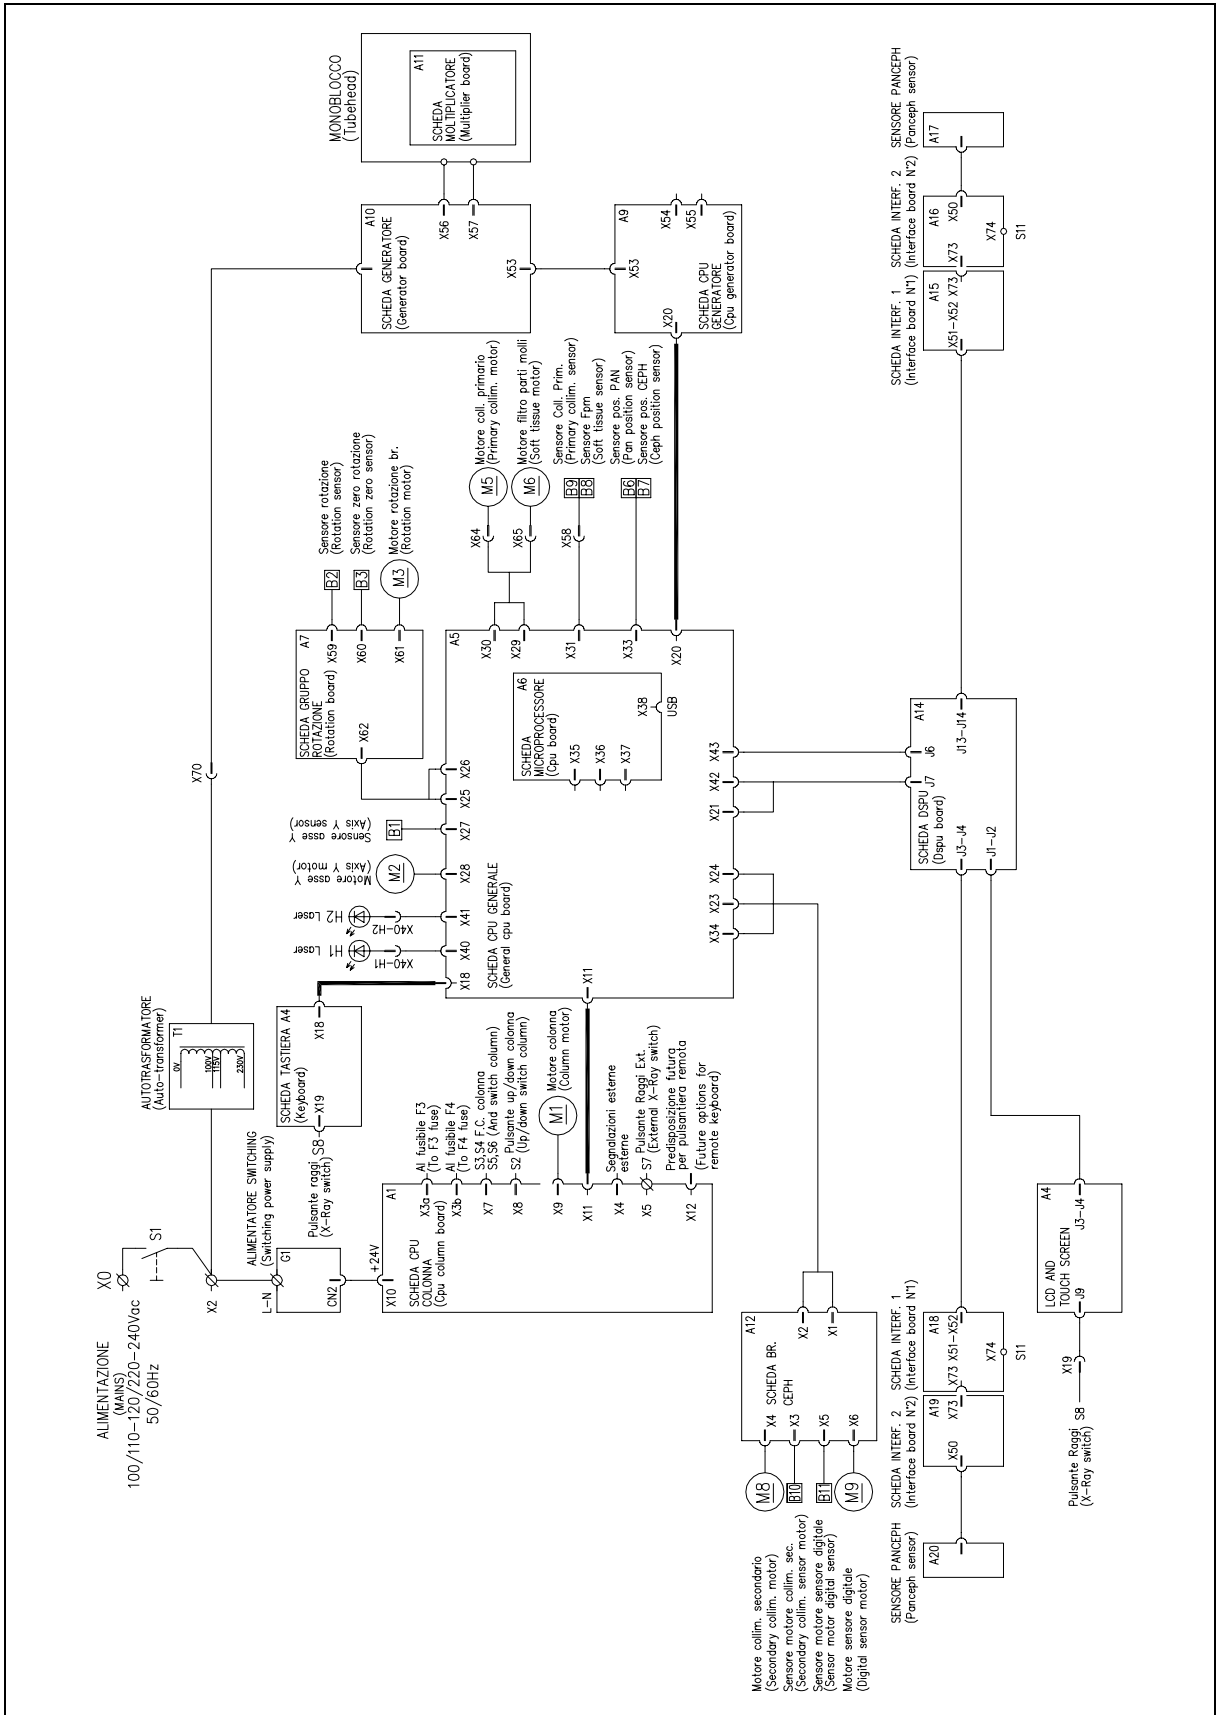 ALIMENTAZIONE
(MAINS)
100/110-120/220-240Vac
50/60Hz
X0
S1
X2
L-N
ALIMENTATORE SWITCHING
(Switching power supply)
G1
CN2
AUTOTRASFORMATORE
(Auto-transformer)
T1
0V
100V
115V
230V
X70
MONOBLOCCO
(Tubehead)
A11
SCHEDA
MOLTIPLICATORE
(Multiplier board)
A10
SCHEDA GENERATORE
(Generator board)
X56
X57
X53
A9
SCHEDA CPU
GENERATORE
(Cpu generator board)
X53
X54
X55
X20
Pulsante raggi
(X-Ray switch)
S8
SCHEDA TASTIERA A4
(Keyboard)
X19
X18
H1 Laser
X40-H1
H2 Laser
X40-H2
M2
Motore asse Y
(Axis Y motor)
B1
Sensore asse Y
(Axis Y sensor)
A7
SCHEDA GRUPPO
ROTAZIONE
(Rotation board)
X62
X59
X60
X61
B2
Sensore rotazione
(Rotation sensor)
B3
Sensore zero rotazione
(Rotation zero sensor)
M3
Motore rotazione br.
(Rotation motor)
+24V
X10
A1
SCHEDA CPU
COLONNA
(Cpu column board)
X3a
Al fusibile F3
(To F3 fuse)
X3b
Al fusibile F4
(To F4 fuse)
X7
S3,S4 F.C. colonna
S5,S6 (And switch column)
X8
S2 Pulsante up/down colonna
(Up/down switch column)
X9
M1
Motore colonna
(Column motor)
X11
X4
Segnalazioni esterne
esterne
X5
S7 Pulsante Raggi Ext.
(External X-Ray switch)
X12
Predisposizione futura
per pulsantiera remota
(Future options for
remote keyboard)
A5
SCHEDA CPU GENERALE
(General cpu board)
X18
X40
X41
X28
X27
X25
X26
X11
A6
SCHEDA
MICROPROCESSORE
(Cpu board)
X35
X36
X37
X38
USB
X30
X29
X31
X33
X20
X34
X23
X24
X21
X42
X43
X64
M5
Motore coll. primario
(Primary collim. motor)
X65
M6
Motore filtro parti molli
(Soft tissue motor)
X58
B9
B8
Sensore Coll. Prim.
(Primary collim. sensor)
Sensore Fpm
(Soft tissue sensor)
B6
B7
Sensore pos. PAN
(Pan position sensor)
Sensore pos. CEPH
(Ceph position sensor)
A12
SCHEDA BR.
CEPH
X2
X1
X4
X3
X5
X6
M8
B10
B11
M9
Motore collim. secondario
(Secondary collim. motor)
Sensore motore collim. sec.
(Secondary collim. sensor motor)
Sensore motore sensore digitale
(Sensor motor digital sensor)
Motore sensore digitale
(Digital sensor motor)
A14
SCHEDA DSPU
(Dspu board)
J7
J6
J3-J4
J1-J2
J13-J14
SCHEDA INTERF. 1
(Interface board N°1)
A15
X51-X52
X73
SCHEDA INTERF. 2
(Interface board N°2)
A16
X73
X50
X74
S11
SENSORE PANCEPH
(Panceph sensor)
A17
SENSORE PANCEPH
(Panceph sensor)
A20
SCHEDA INTERF. 2
(Interface board N°2)
A19
X50
X73
SCHEDA INTERF. 1
(Interface board N°1)
A18
X73
X51-X52
X74
S11
A4
LCD AND
TOUCH SCREEN
J9
J3-J4
X19
S8
Pulsante Raggi
(X-Ray switch)